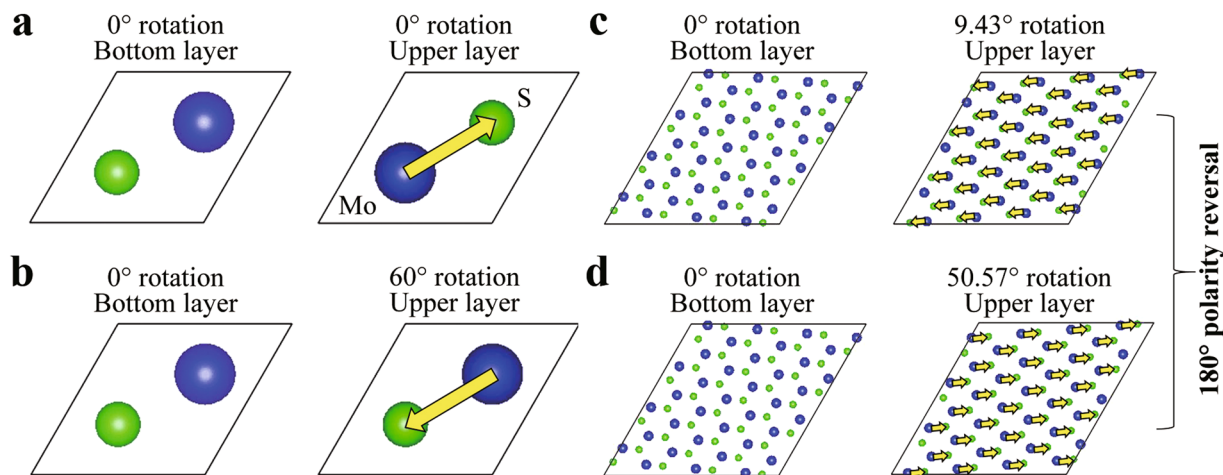 a
0° rotation
Bottom layer
0° rotation
Upper layer
S
Mo
b
0° rotation
Bottom layer
60° rotation
Upper layer
c
0° rotation
Bottom layer
9.43° rotation
Upper layer
d
0° rotation
Bottom layer
50.57° rotation
Upper layer
180° polarity reversal